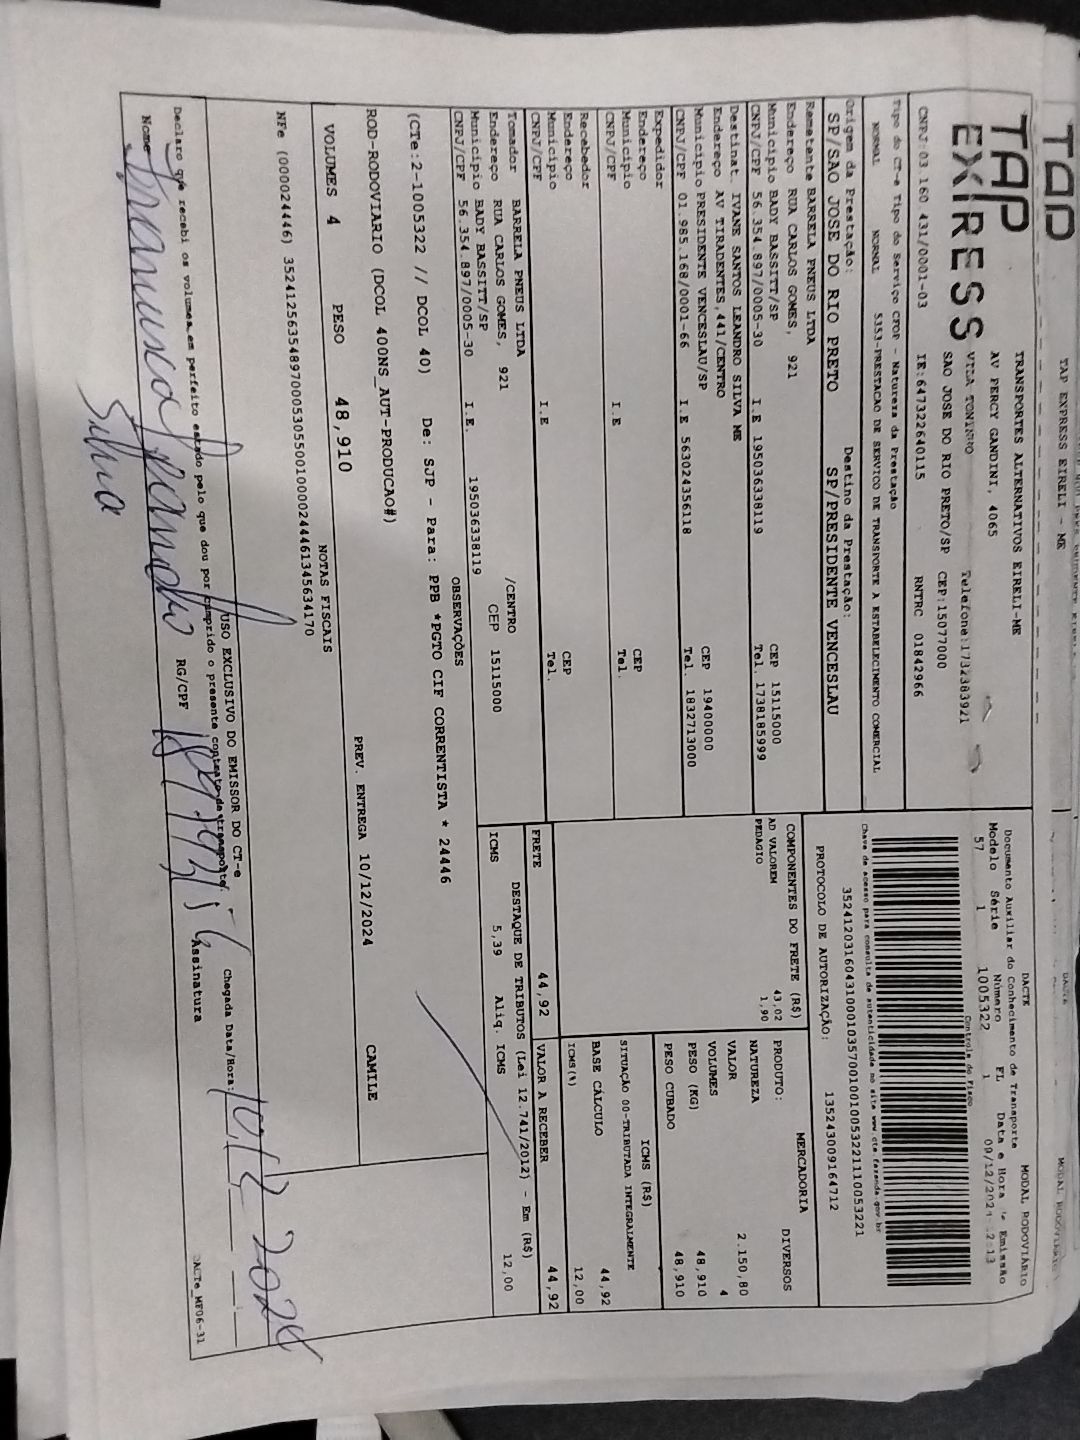 TAP EXPRESS EIRELI - ME
TAP
TAP
EXPRESS
TRANSPORTES ALTERNATIVOS EIRELI-ME
AV PERCY GANDINI, 4065
VILA TONINHO Telefone:1732383921
SAO JOSE DO RIO PRETO/SP CEP:15077000
CNPJ:03.160.431/0001-03 IE:647322640115 RNTRC 01842966
DACTE MODAL RODOVIÁRIO
Documento Auxiliar do Conhecimento de Transporte
Modelo Série Número FL Data e Hora de Emissão
57 1 1005322 1 09/12/2024
Controle do Fisco
Chave de acesso para consulta de autenticidade no site www.cte.fazenda.gov.br
35241203160431000103570010010053221110053221
PROTOCOLO DE AUTORIZAÇÃO: 135243009164712
Tipo do CT-e Tipo do Serviço CFOP - Natureza da Prestação
NORMAL NORMAL 5353-PRESTACAO DE SERVICO DE TRANSPORTE A ESTABELECIMENTO COMERCIAL
Origem da Prestação: Destino da Prestação:
SP/SAO JOSE DO RIO PRETO SP/PRESIDENTE VENCESLAU
Remetente BARRELA PNEUS LTDA
Endereço RUA CARLOS GOMES, 921
Município BADY BASSITT/SP CEP 15115000
CNPJ/CPF 56.354.897/0005-30 I.E 195036338119 Tel. 1738185999
Destinat. IVANE SANTOS LEANDRO SILVA ME
Endereço AV TIRADENTES,441/CENTRO
Município PRESIDENTE VENCESLAU/SP CEP 19400000
CNPJ/CPF 01.985.168/0001-66 I.E 563024356118 Tel. 1832713000
Expedidor
Endereço
Município CEP
CNPJ/CPF I.E Tel.
Recebedor
Endereço
Município CEP
CNPJ/CPF I.E Tel.
Tomador BARRELA PNEUS LTDA
Endereço RUA CARLOS GOMES, 921 /CENTRO
Município BADY BASSITT/SP CEP 15115000
CNPJ/CPF 56.354.897/0005-30 I.E. 195036338119
COMPONENTES DO FRETE (R$)
AD VALOREM 43,02
PEDAGIO 1,90
MERCADORIA
PRODUTO: DIVERSOS
NATUREZA
VALOR 2.150,80
VOLUMES 4
PESO (KG) 48,910
PESO CUBADO 48,910
ICMS (R$)
SITUAÇÃO 00-TRIBUTADA INTEGRALMENTE
BASE CÁLCULO 44,92
ICMS(%) 12,00
FRETE 44,92 VALOR A RECEBER 44,92
DESTAQUE DE TRIBUTOS (Lei 12.741/2012) - Em (R$)
ICMS 5,39 Aliq. ICMS 12,00
OBSERVAÇÕES
(CTe:2-1005322 // DCOL 40) De: SJP - Para: PPB *PGTO CIF CORRENTISTA * 24446
ROD-RODOVIARIO (DCOL 400NS_AUT-PRODUCAO#)
PREV. ENTREGA 10/12/2024 CAMILE
VOLUMES 4 PESO 48,910
NOTAS FISCAIS
NFe (000024446) 35241256354897000530550010000244461345634170
USO EXCLUSIVO DO EMISSOR DO CT-e
Declaro que recebi os volumes em perfeito estado pelo que dou por cumprido o presente contrato de transporte. Chegada Data/Hora: 10/12 2024
Nome RG/CPF Assinatura
Silva
DACTe_MF06-31